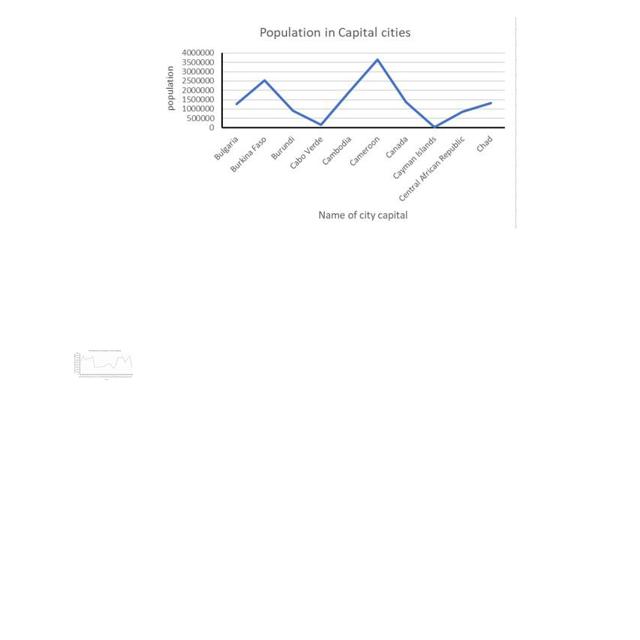 Population in Capital cities
population
4000000
3500000
3000000
2500000
2000000
1500000
1000000
500000
0
Bulgaria
Burkina Faso
Burundi
Cabo Verde
Cambodia
Cameroon
Canada
Cayman Islands
Central African Republic
Chad
Name of city capital